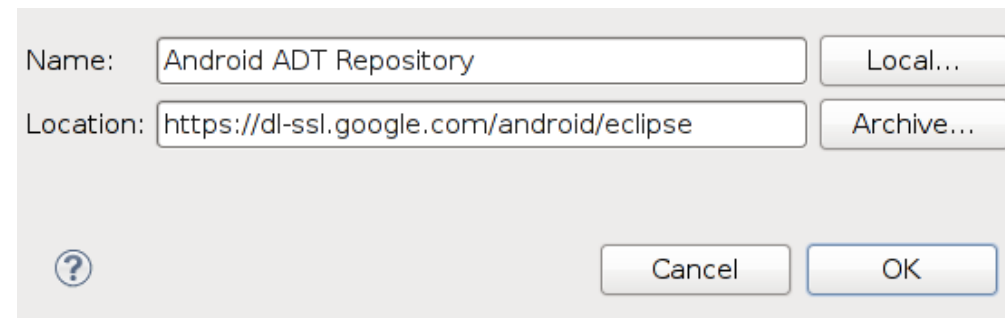 Name: Android ADT Repository Local...
Location: https://dl-ssl.google.com/android/eclipse Archive...
? Cancel OK